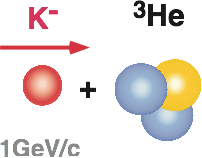 K⁻ ³He
+
1GeV/c